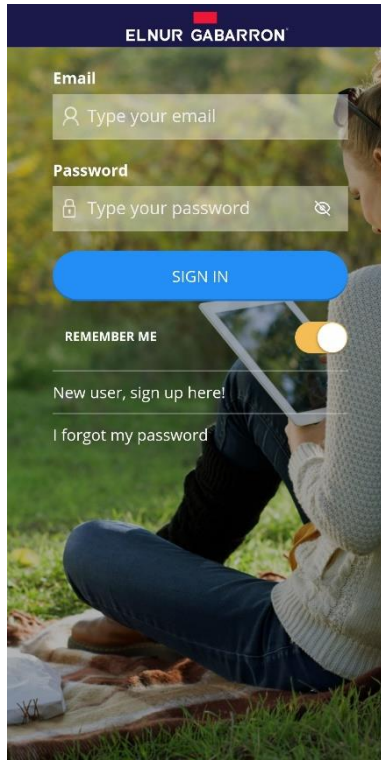 ELNUR GABARRON
Email
Type your email
Password
Type your password
SIGN IN
REMEMBER ME
New user, sign up here!
I forgot my password